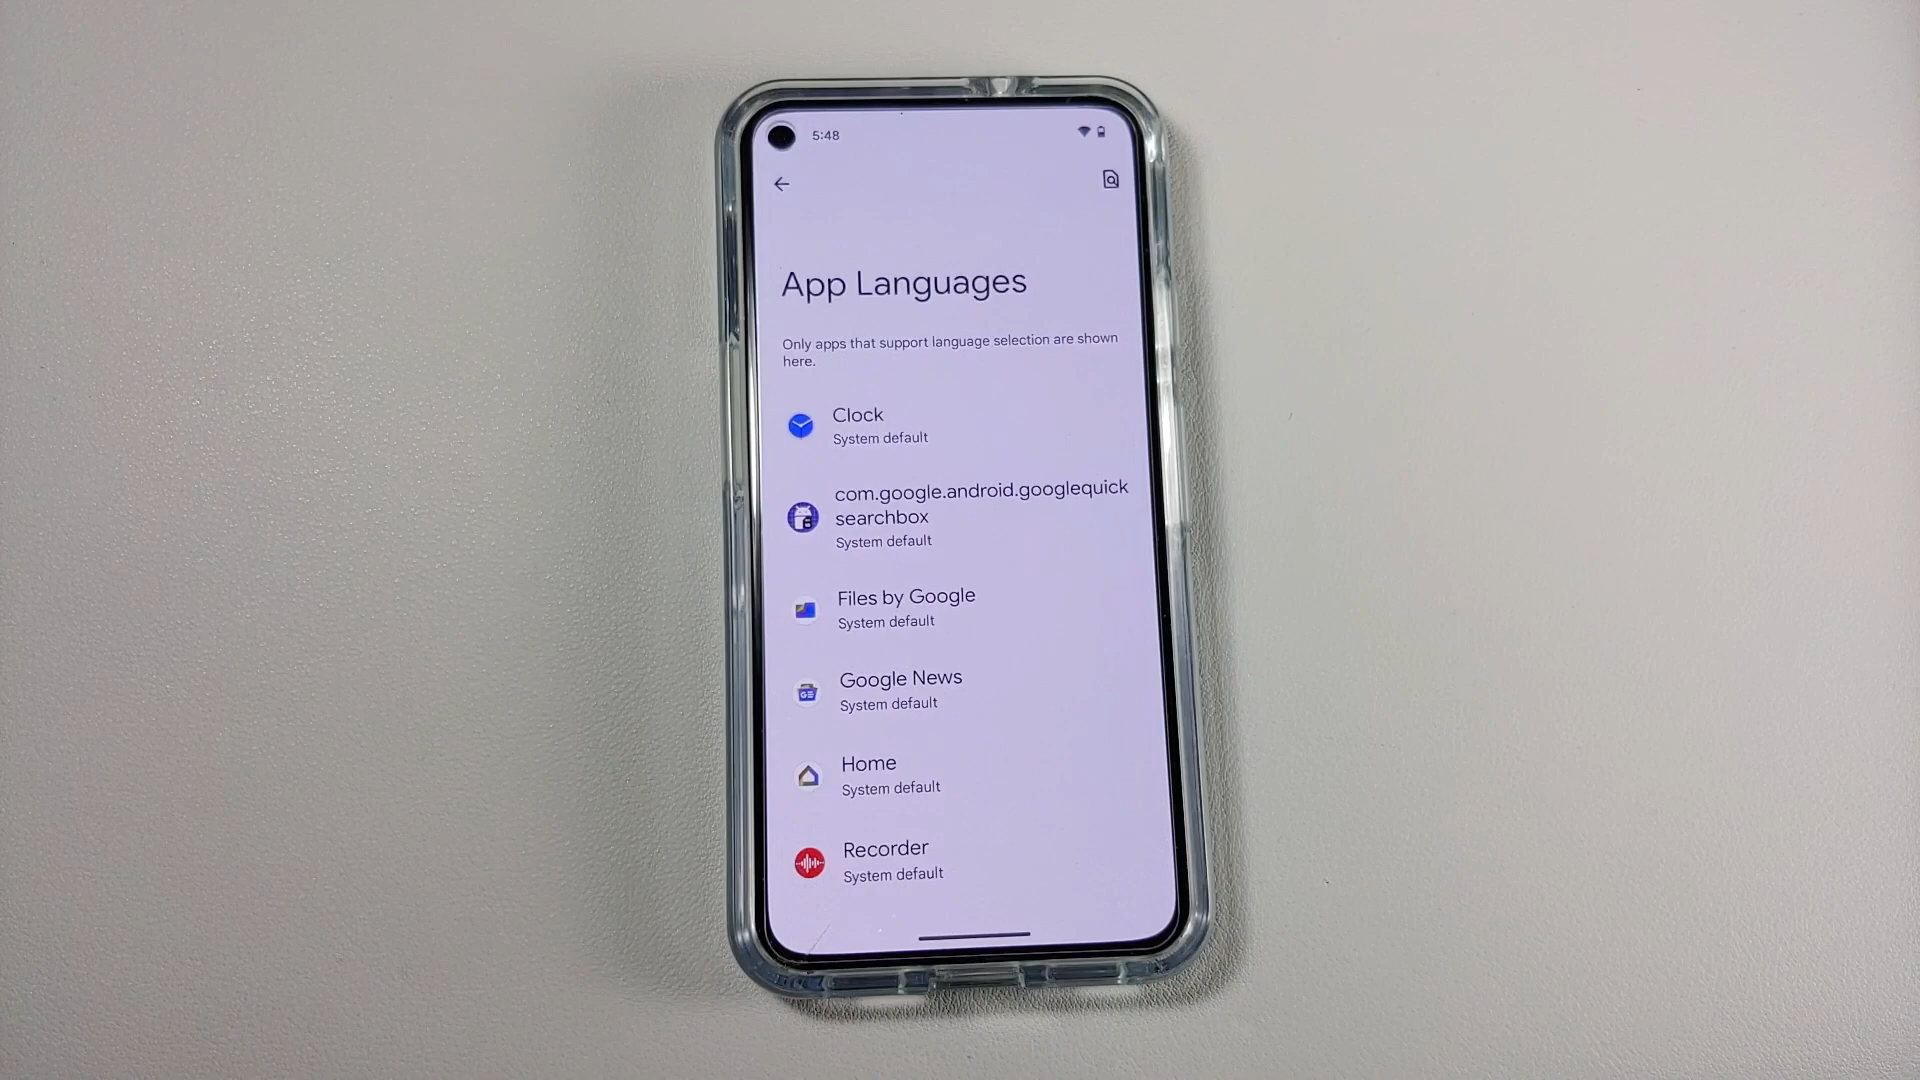 5:48
App Languages
Only apps that support language selection are shown
here.
Clock
System default
com.google.android.googlequick
searchbox
System default
Files by Google
System default
Google News
System default
Home
System default
Recorder
System default